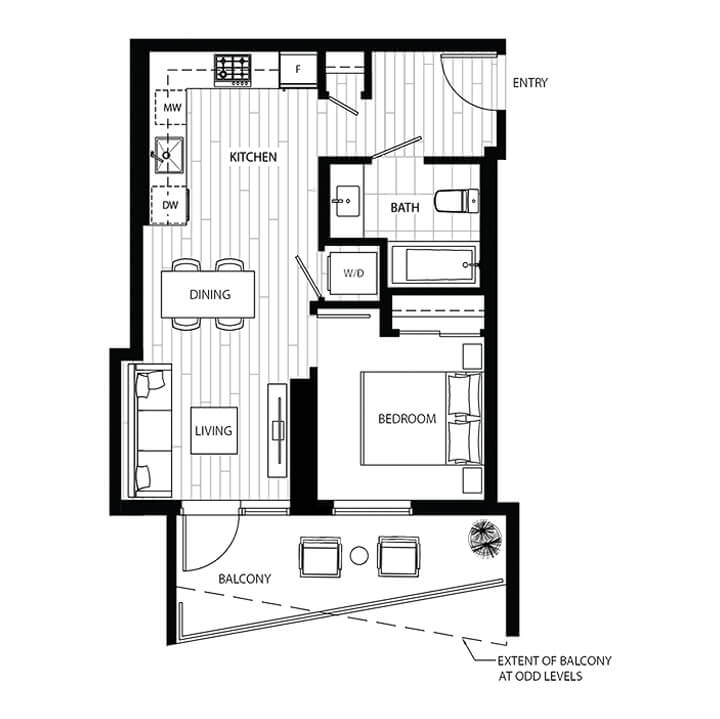 F
ENTRY
MW
KITCHEN
DW
BATH
W/D
DINING
LIVING
BEDROOM
BALCONY
EXTENT OF BALCONY
AT ODD LEVELS